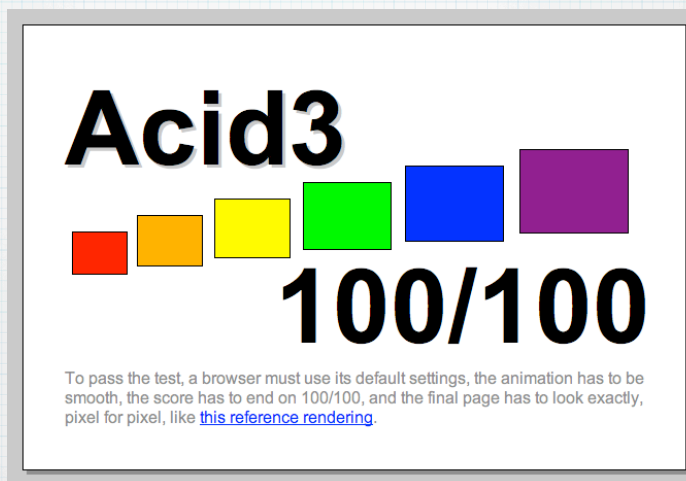 Acid3
100/100
To pass the test, a browser must use its default settings, the animation has to be
smooth, the score has to end on 100/100, and the final page has to look exactly,
pixel for pixel, like this reference rendering.